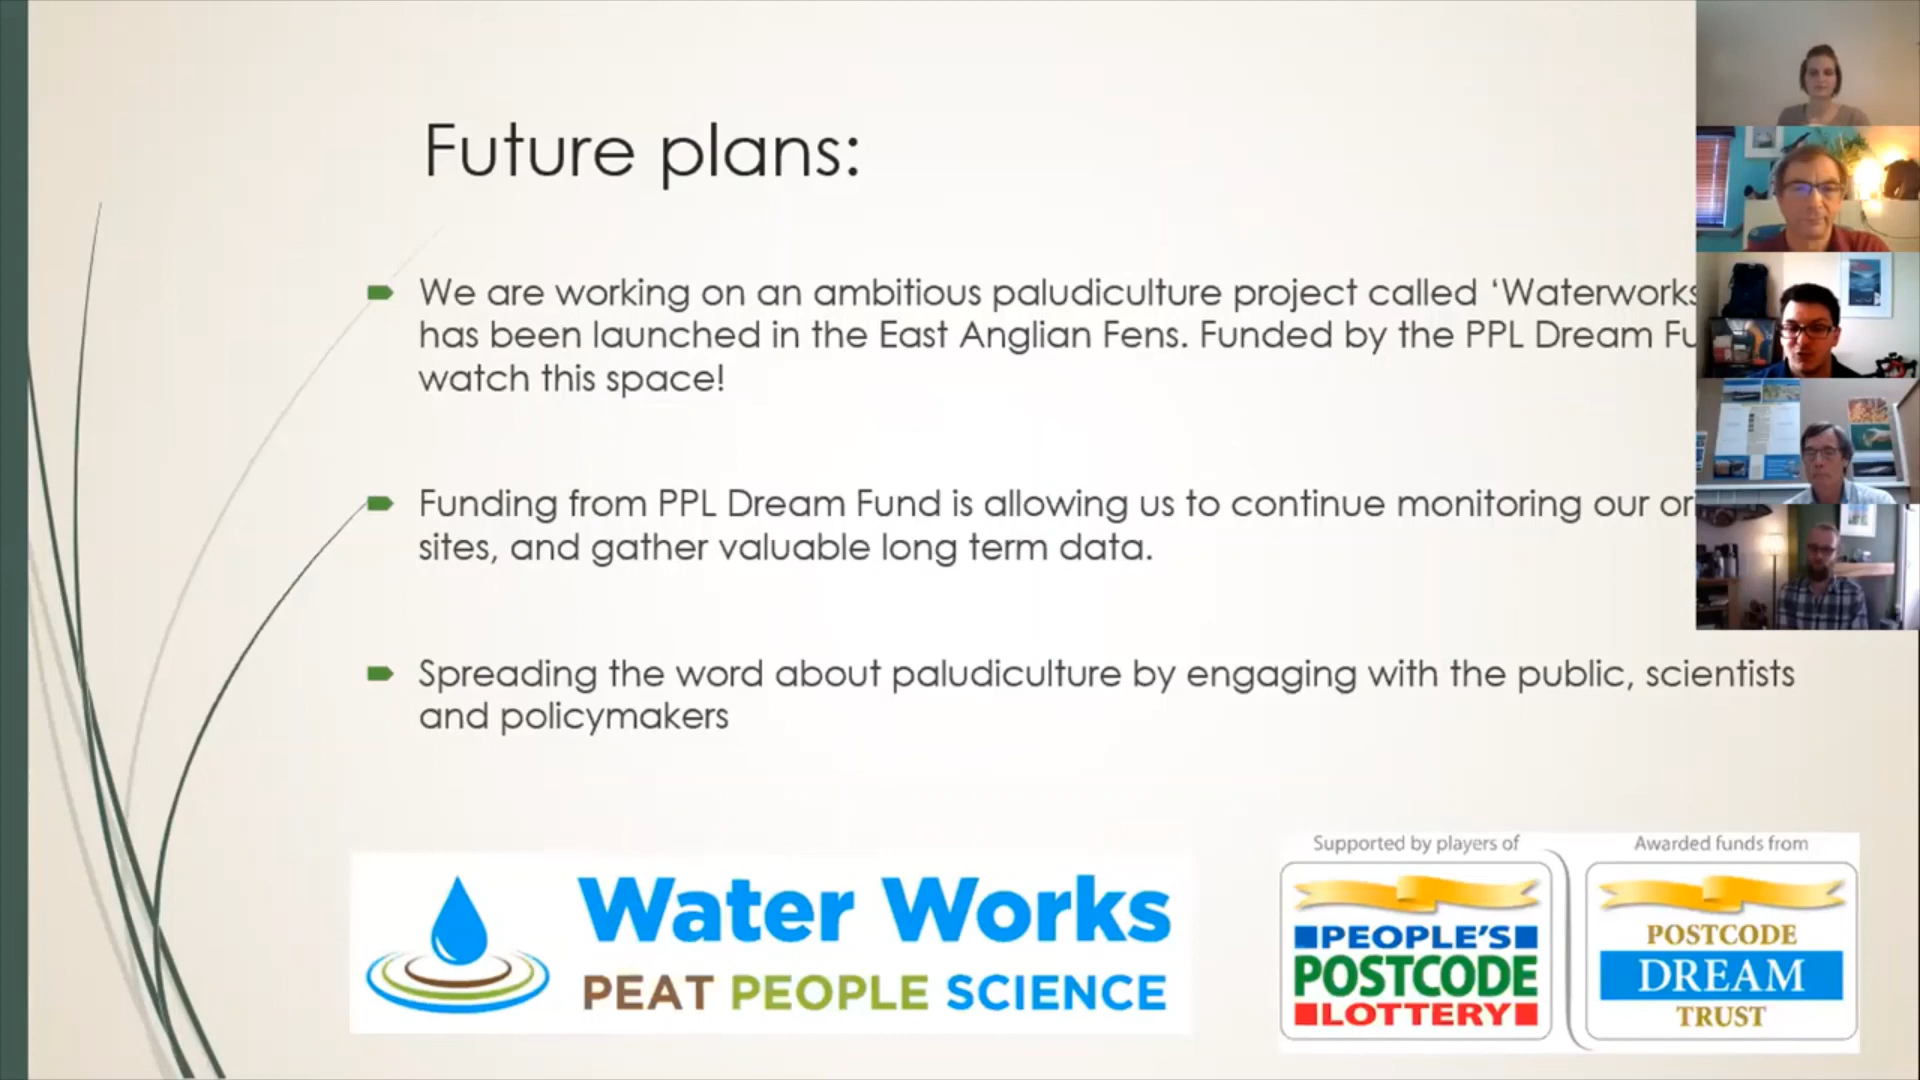 Future plans:
We are working on an ambitious paludiculture project called ‘Waterworks
has been launched in the East Anglian Fens. Funded by the PPL Dream Fu
watch this space!
Funding from PPL Dream Fund is allowing us to continue monitoring our or
sites, and gather valuable long term data.
Spreading the word about paludiculture by engaging with the public, scientists
and policymakers
Water Works
PEAT PEOPLE SCIENCE
Supported by players of
PEOPLE'S
POSTCODE
LOTTERY
Awarded funds from
POSTCODE
DREAM
TRUST